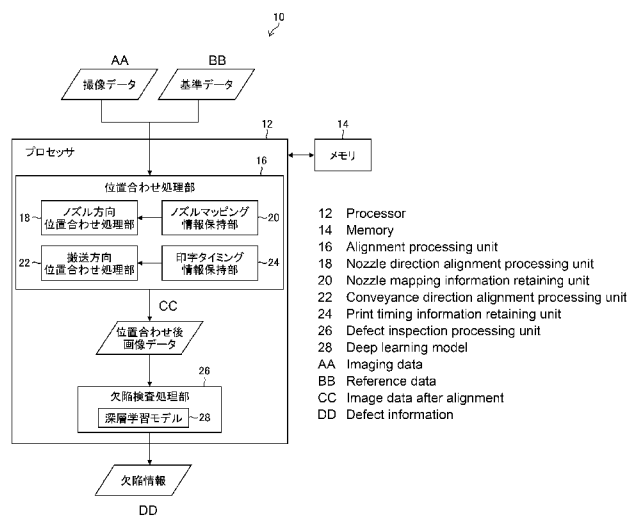 10
AA
BB
撮像データ
基準データ
12
プロセッサ
14
メモリ
16
位置合わせ処理部
18
ノズル方向
位置合わせ処理部
ノズルマッピング
情報保持部
20
22
搬送方向
位置合わせ処理部
印字タイミング
情報保持部
24
CC
位置合わせ後
画像データ
26
欠陥検査処理部
深層学習モデル
28
欠陥情報
DD
12 Processor
14 Memory
16 Alignment processing unit
18 Nozzle direction alignment processing unit
20 Nozzle mapping information retaining unit
22 Conveyance direction alignment processing unit
24 Print timing information retaining unit
26 Defect inspection processing unit
28 Deep learning model
AA Imaging data
BB Reference data
CC Image data after alignment
DD Defect information